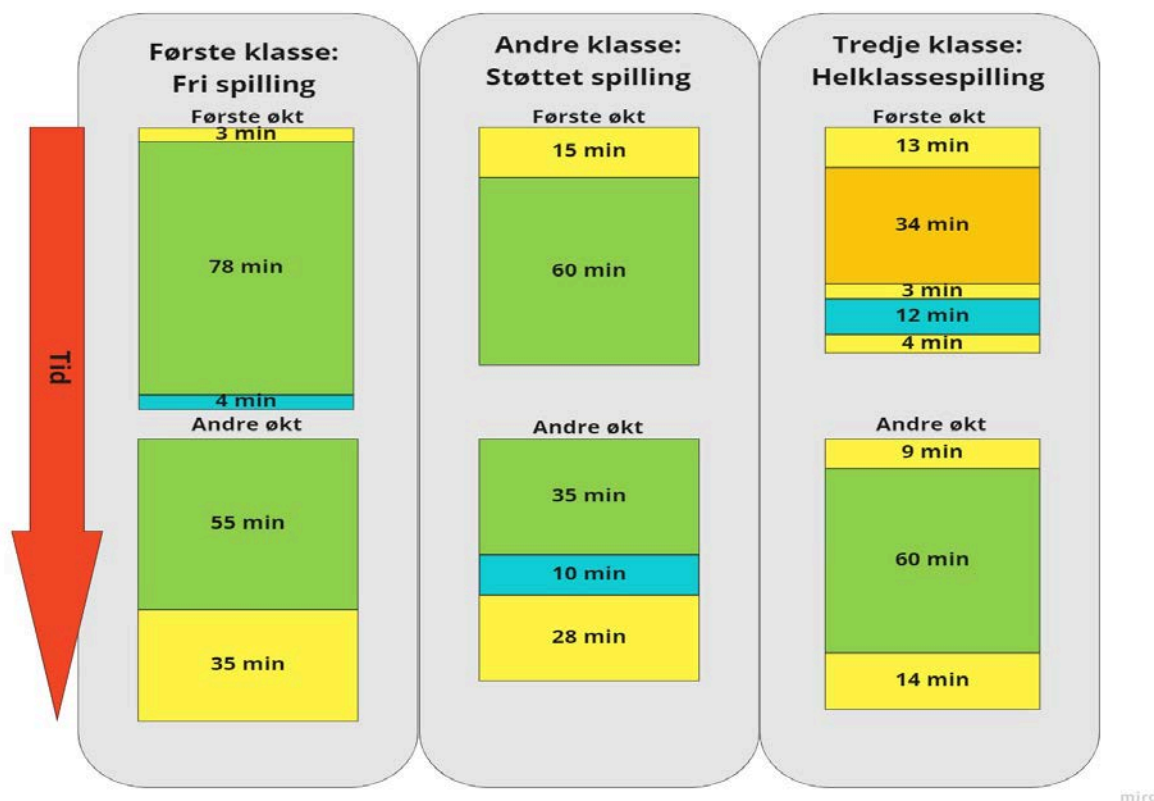 Tid
Første klasse:
Fri spilling
Første økt
3 min
78 min
4 min
Andre økt
55 min
35 min
Andre klasse:
Støttet spilling
Første økt
15 min
60 min
Andre økt
35 min
10 min
28 min
Tredje klasse:
Helklassespilling
Første økt
13 min
34 min
3 min
12 min
4 min
Andre økt
9 min
60 min
14 min